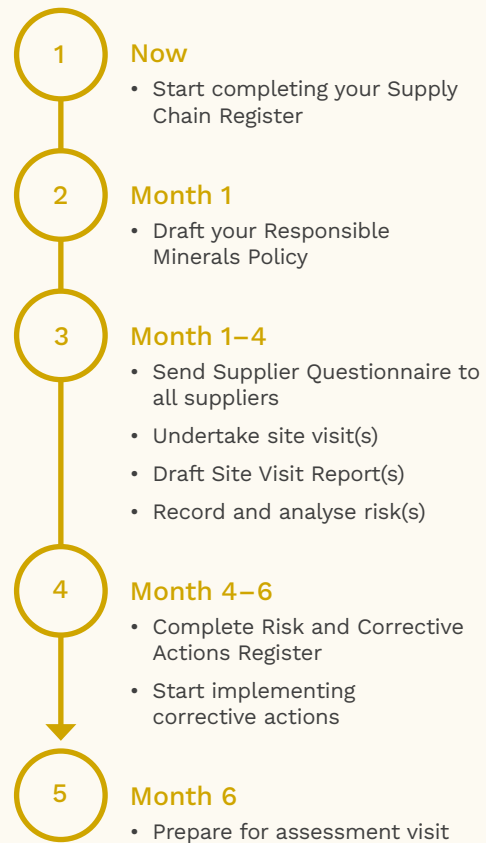 1
Now
• Start completing your Supply
Chain Register
2
Month 1
• Draft your Responsible
Minerals Policy
3
Month 1–4
• Send Supplier Questionnaire to
all suppliers
• Undertake site visit(s)
• Draft Site Visit Report(s)
• Record and analyse risk(s)
4
Month 4–6
• Complete Risk and Corrective
Actions Register
• Start implementing
corrective actions
5
Month 6
• Prepare for assessment visit